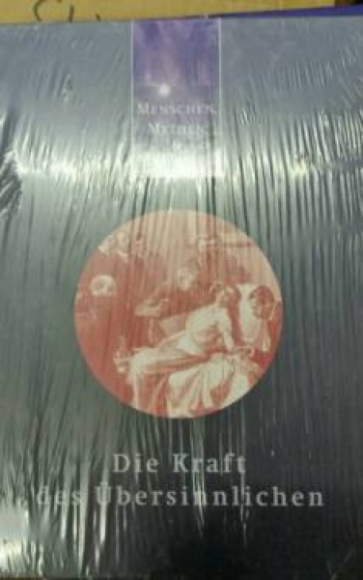 MENSCHEN,
MYTHEN,
Die Kraft
des Übersinnlichen